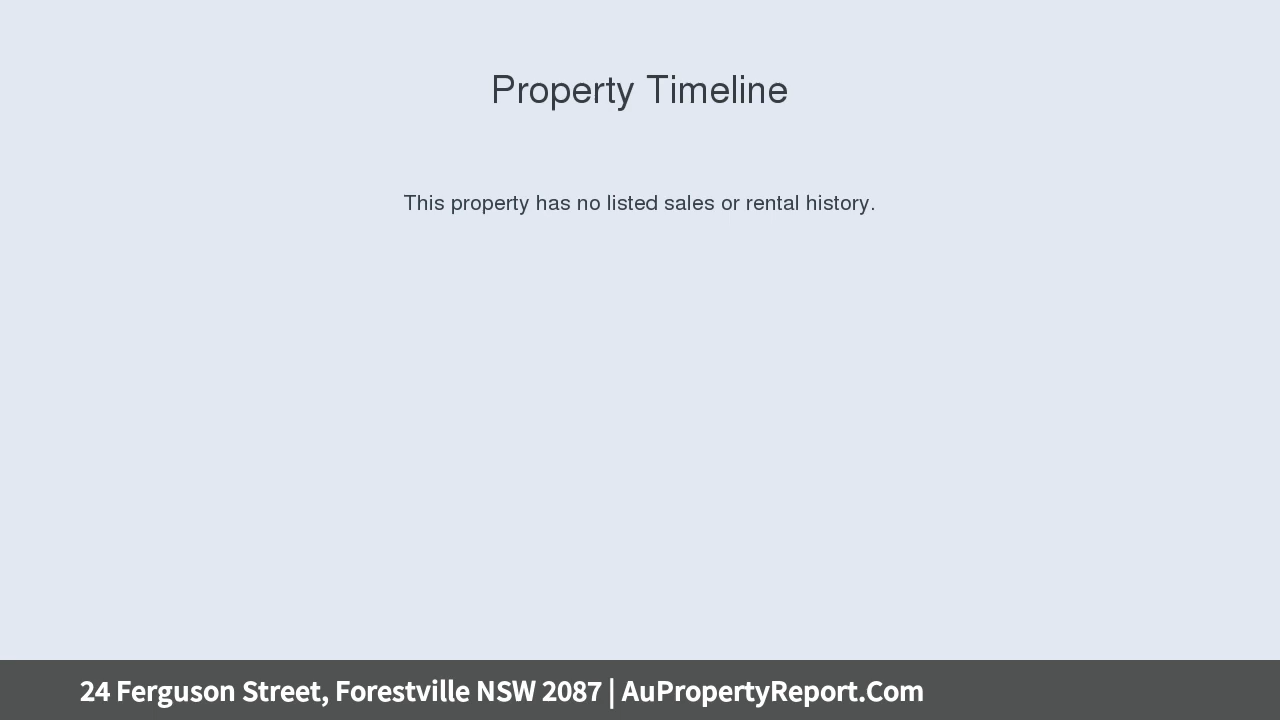 Property Timeline
This property has no listed sales or rental history.
24 Ferguson Street, Forestville NSW 2087 | AuPropertyReport.Com